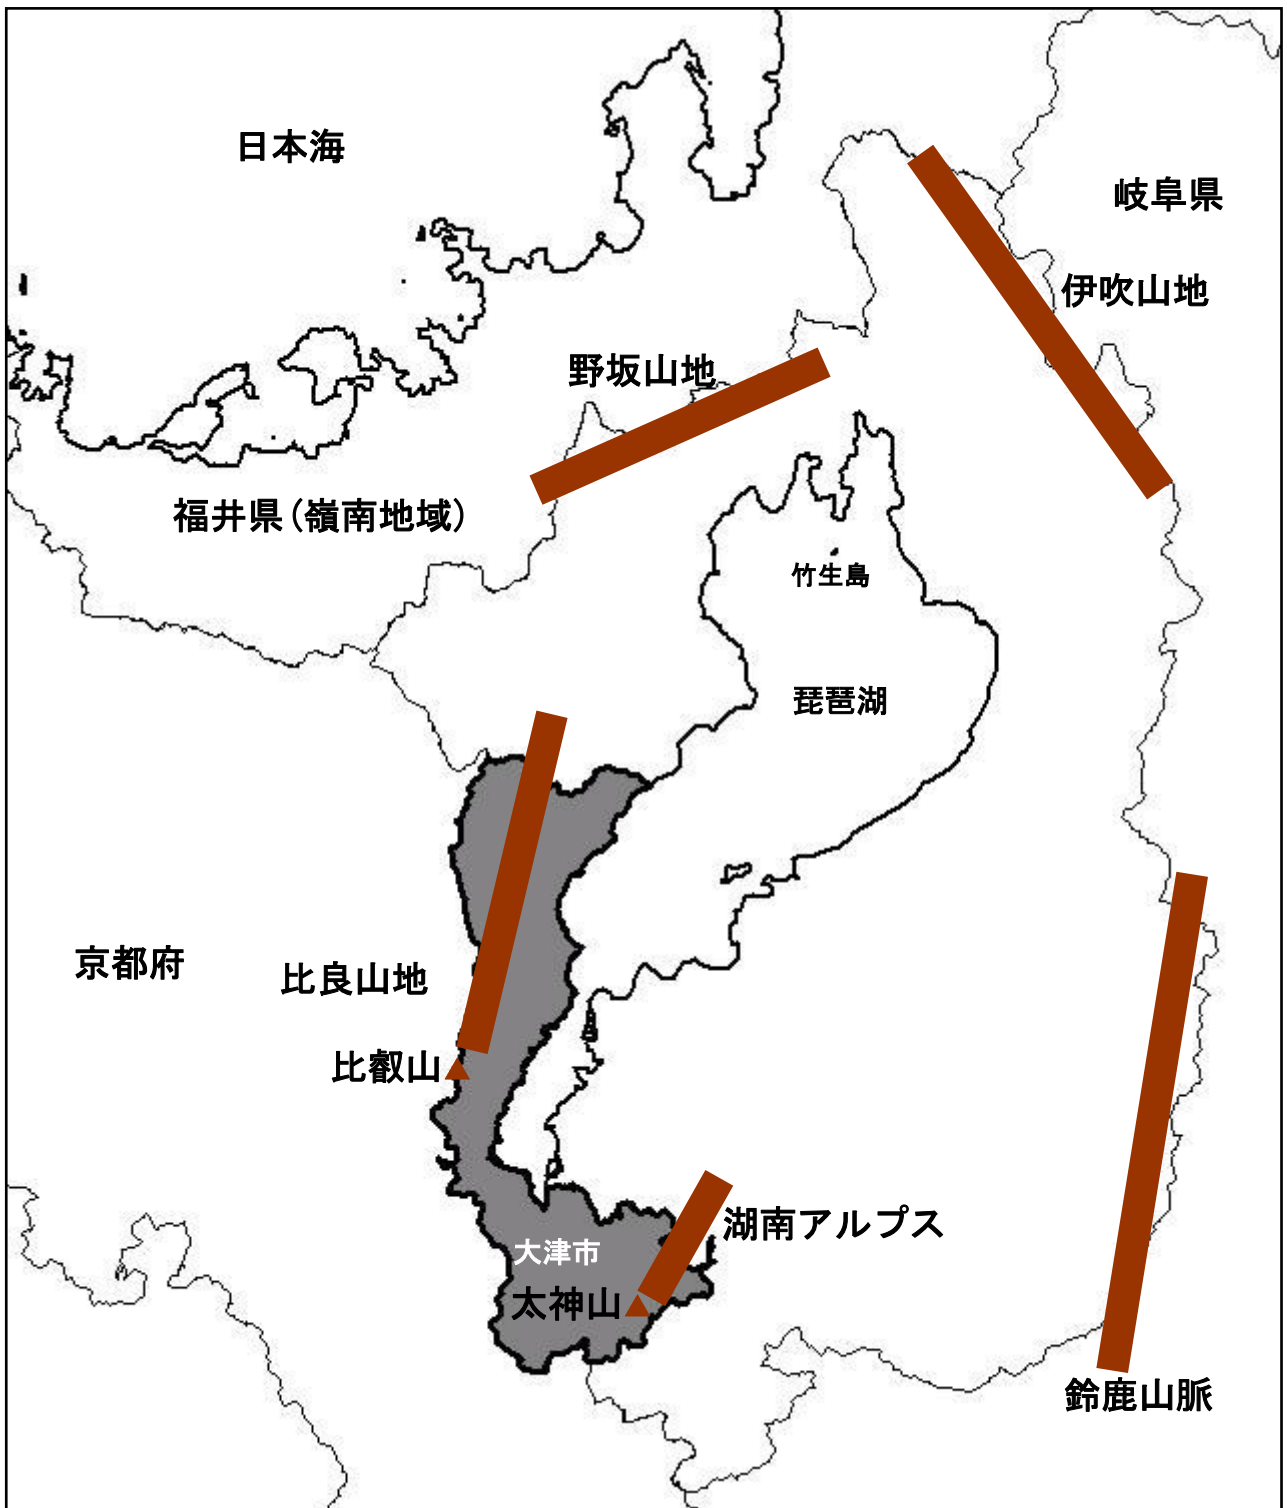 日本海
岐阜県
伊吹山地
野坂山地
福井県(嶺南地域)
竹生島
琵琶湖
京都府
比良山地
比叡山
湖南アルプス
大津市
太神山
鈴鹿山脈